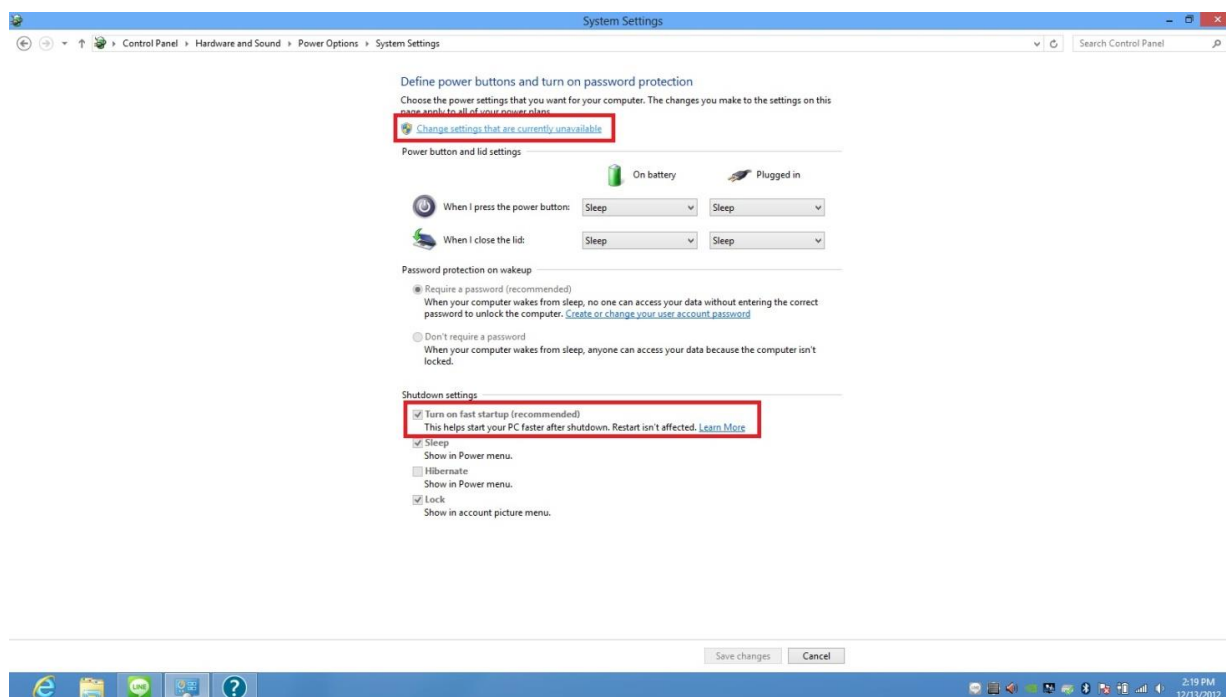 System Settings
Control Panel Hardware and Sound Power Options System Settings
Search Control Panel
Define power buttons and turn on password protection
Choose the power settings that you want for your computer. The changes you make to the settings on this
page apply to all of your power plans.
Change settings that are currently unavailable
Power button and lid settings
On battery Plugged in
When I press the power button: Sleep Sleep
When I close the lid: Sleep Sleep
Password protection on wakeup
Require a password (recommended)
When your computer wakes from sleep, no one can access your data without entering the correct
password to unlock the computer. Create or change your user account password
Don't require a password
When your computer wakes from sleep, anyone can access your data because the computer isn't
locked.
Shutdown settings
Turn on fast startup (recommended)
This helps start your PC faster after shutdown. Restart isn't affected. Learn More
Sleep
Show in Power menu.
Hibernate
Show in Power menu.
Lock
Show in account picture menu.
Save changes Cancel
LINE
2:19 PM